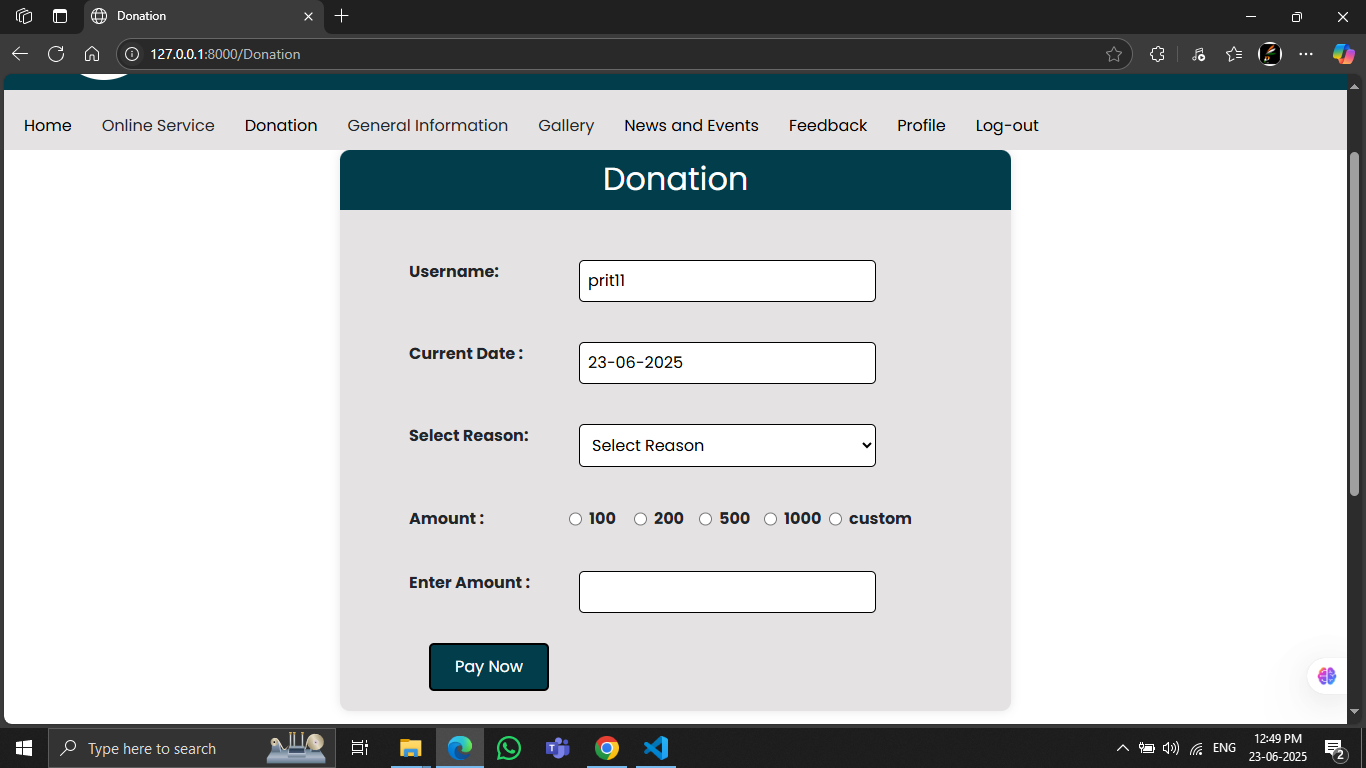 Donation
127.0.0.1:8000/Donation
Home Online Service Donation General Information Gallery News and Events Feedback Profile Log-out
Donation
Username: prit11
Current Date : 23-06-2025
Select Reason: Select Reason
Amount : 100 200 500 1000 custom
Enter Amount :
Pay Now
Type here to search
ENG
12:49 PM
23-06-2025
2